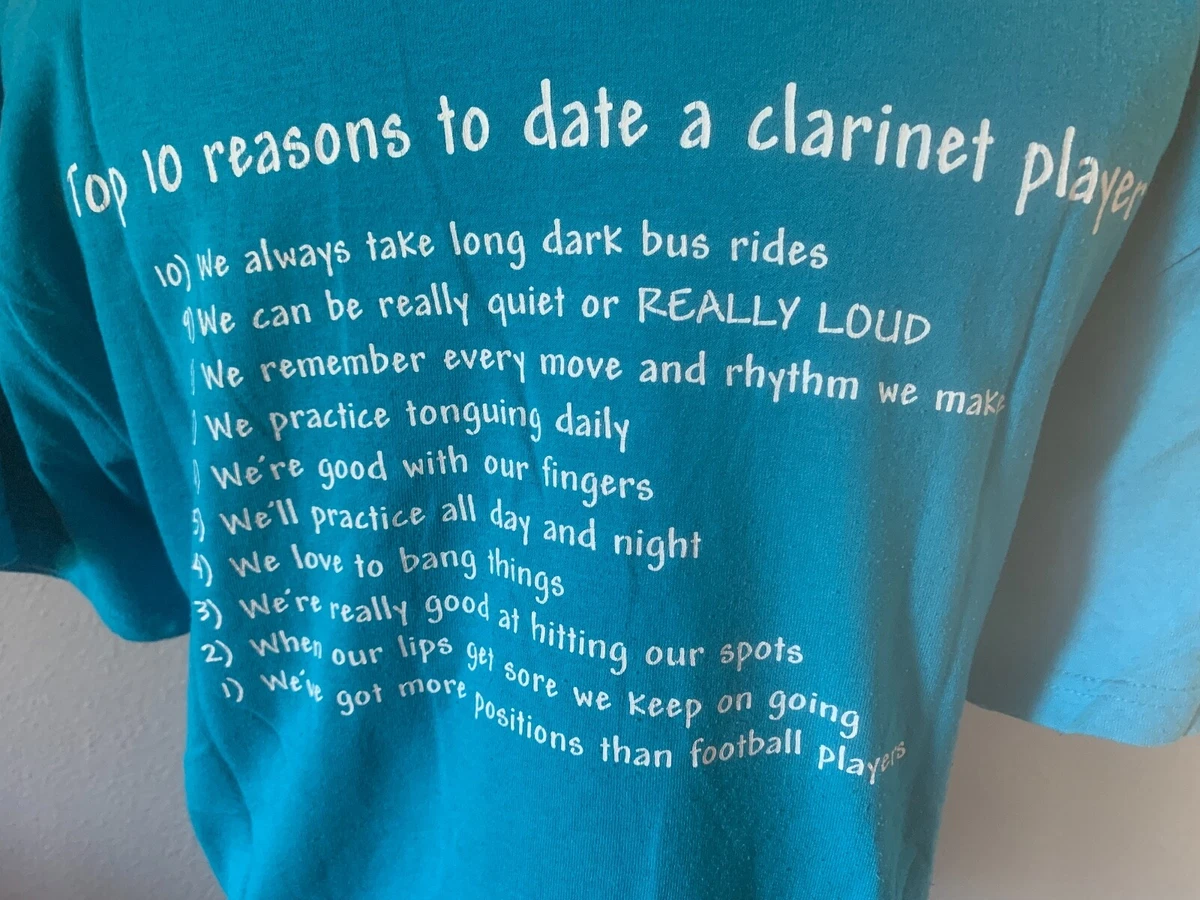 Top 10 reasons to date a clarinet player
10) We always take long dark bus rides
9) We can be really quiet or REALLY LOUD
) We remember every move and rhythm we make
) We practice tonguing daily
) We're good with our fingers
5) We'll practice all day and night
4) We love to bang things
3) We're really good at hitting our spots
2) When our lips get sore we keep on going
1) We've got more positions than football players